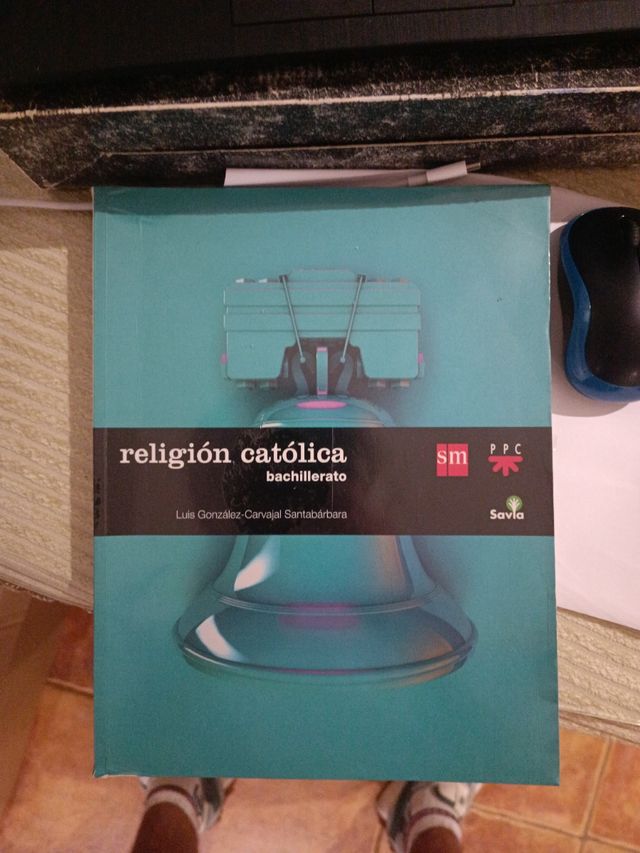 religión católica
bachillerato
Luis González-Carvajal Santabárbara
sm
PPC
Savia